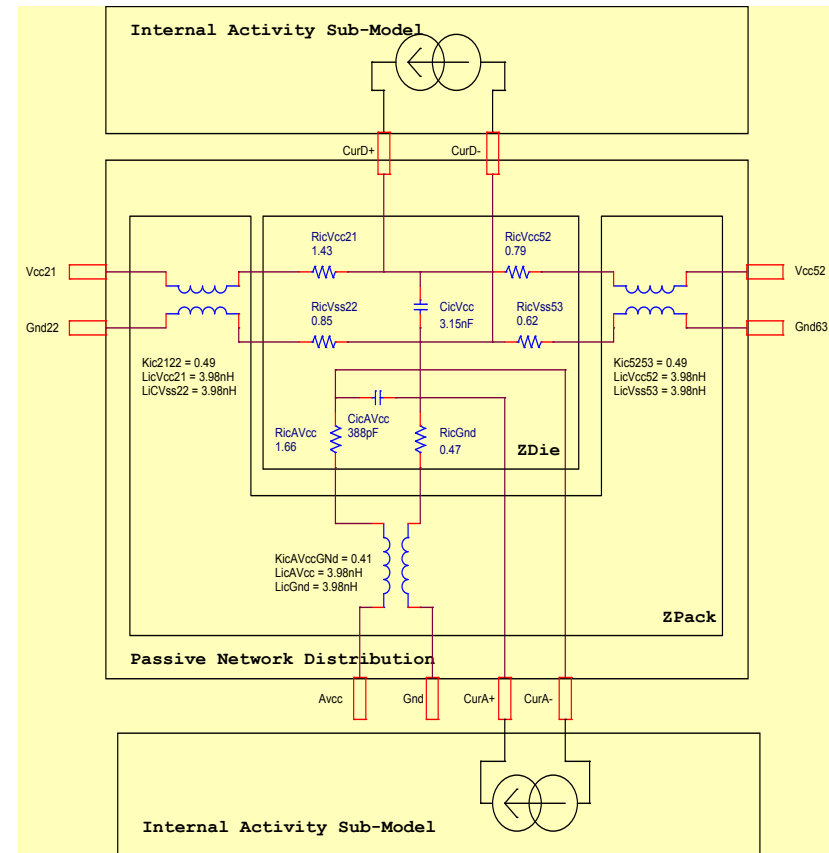 Internal Activity Sub-Model
CurD+
CurD-
RicVcc21
1.43
RicVcc52
0.79
Vcc21
Vcc52
RicVss22
0.85
CicVcc
3.15nF
RicVss53
0.62
Gnd22
Gnd63
Kic2122 = 0.49
LicVcc21 = 3.98nH
LiCVss22 = 3.98nH
Kic5253 = 0.49
LicVcc52 = 3.98nH
LicVss53 = 3.98nH
CicAVcc
388pF
RicAVcc
1.66
RicGnd
0.47
ZDie
KicAVccGNd = 0.41
LicAVcc = 3.98nH
LicGnd = 3.98nH
ZPack
Passive Network Distribution
Avcc
Gnd
CurA+
CurA-
Internal Activity Sub-Model